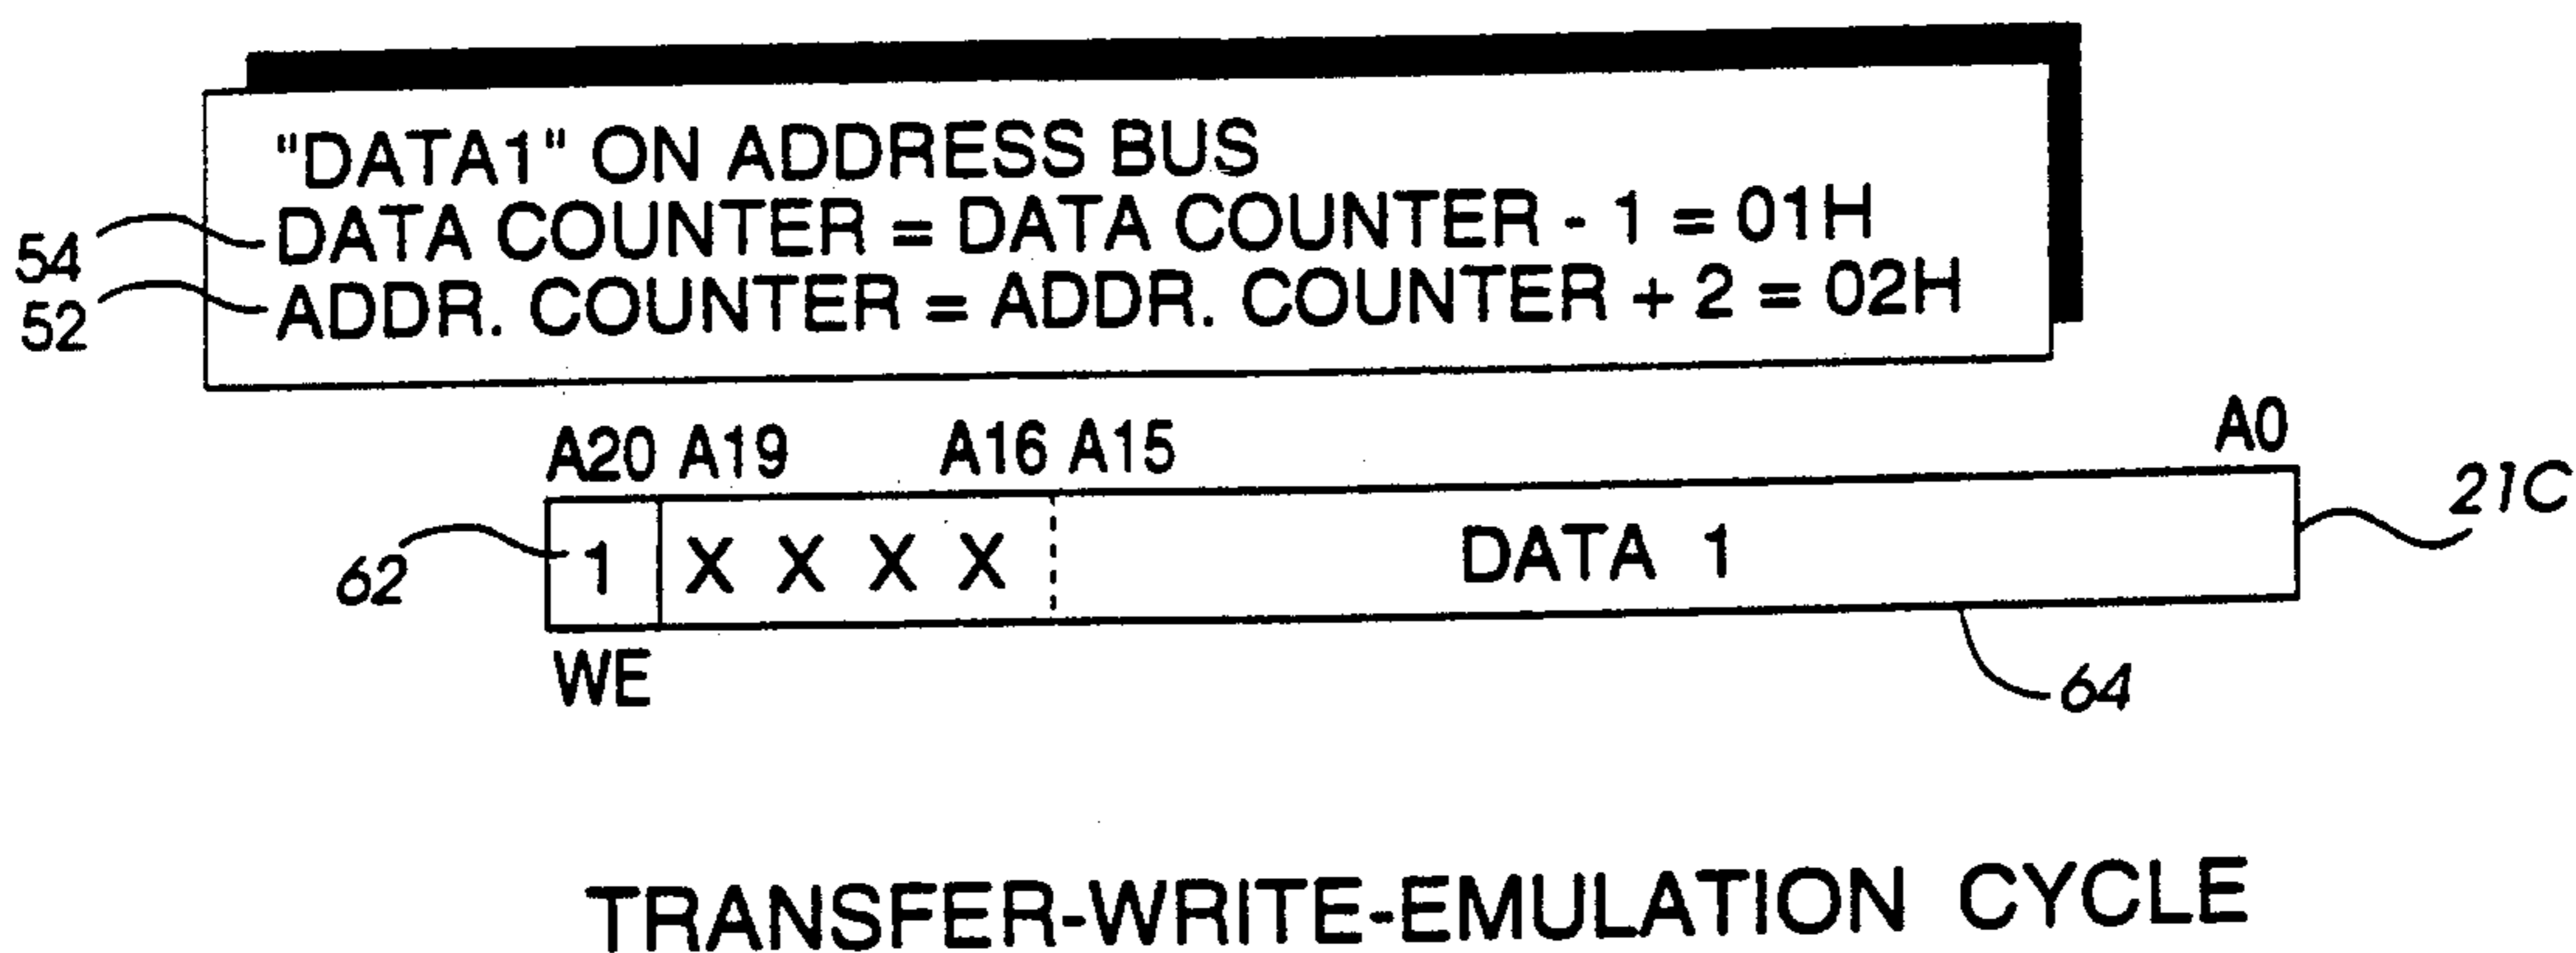 "DATA1" ON ADDRESS BUS
54 DATA COUNTER = DATA COUNTER - 1 = 01H
52 ADDR. COUNTER = ADDR. COUNTER + 2 = 02H
A20 A19 A16 A15 A0
62 1 X X X X DATA 1 21C
WE 64
TRANSFER-WRITE-EMULATION CYCLE